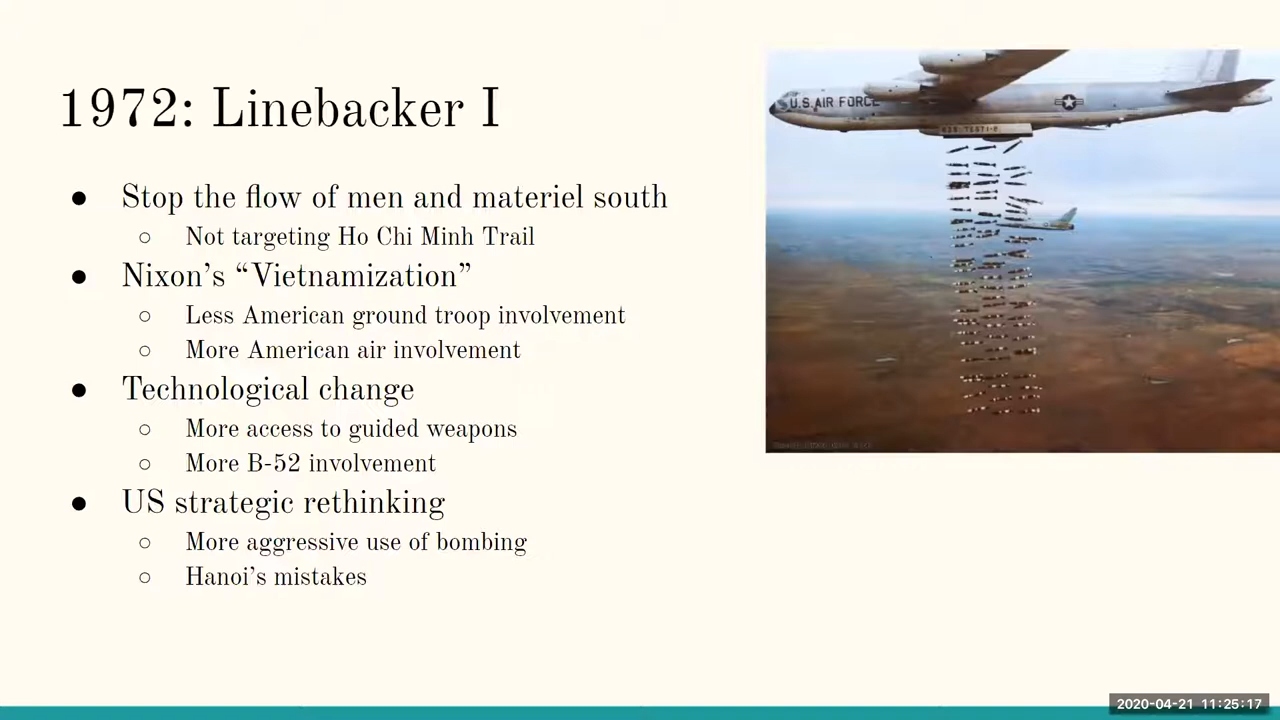 1972: Linebacker I
● Stop the flow of men and materiel south
○ Not targeting Ho Chi Minh Trail
● Nixon’s “Vietnamization”
○ Less American ground troop involvement
○ More American air involvement
● Technological change
○ More access to guided weapons
○ More B-52 involvement
● US strategic rethinking
○ More aggressive use of bombing
○ Hanoi’s mistakes
U.S. AIR FORCE
2020-04-21 11:25:17